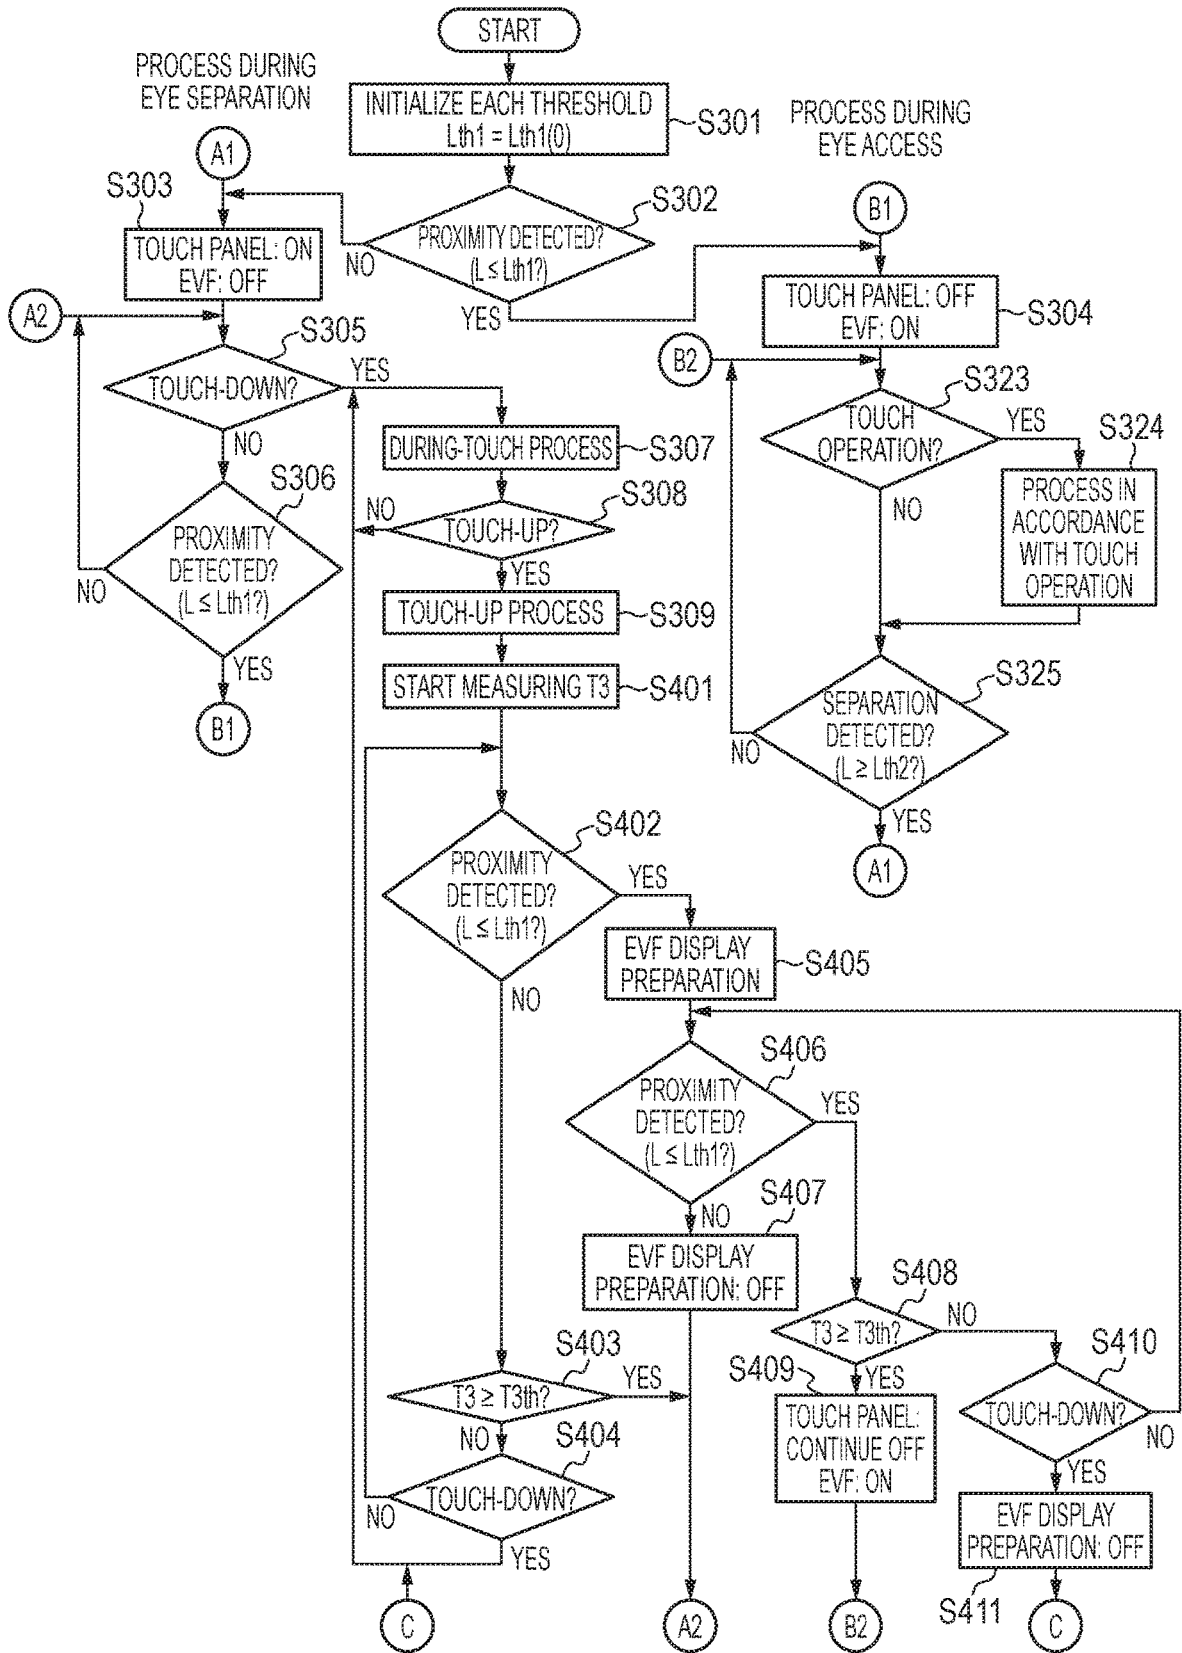 START
PROCESS DURING
EYE SEPARATION
INITIALIZE EACH THRESHOLD
Lth1 = Lth1(0)
S301
PROCESS DURING
EYE ACCESS
A1
S303
TOUCH PANEL: ON
EVF: OFF
S302
PROXIMITY DETECTED?
(L ≤ Lth1?)
NO
YES
B1
TOUCH PANEL: OFF
EVF: ON
S304
A2
S305
TOUCH-DOWN?
YES
NO
S306
PROXIMITY
DETECTED?
(L ≤ Lth1?)
NO
YES
B1
DURING-TOUCH PROCESS
S307
S308
TOUCH-UP?
NO
YES
TOUCH-UP PROCESS
S309
START MEASURING T3
S401
B2
S323
TOUCH
OPERATION?
YES
NO
S324
PROCESS IN
ACCORDANCE
WITH TOUCH
OPERATION
S325
SEPARATION
DETECTED?
(L ≥ Lth2?)
NO
YES
A1
S402
PROXIMITY
DETECTED?
(L ≤ Lth1?)
YES
NO
EVF DISPLAY
PREPARATION
S405
S406
PROXIMITY
DETECTED?
(L ≤ Lth1?)
YES
NO
S407
EVF DISPLAY
PREPARATION: OFF
S403
T3 ≥ T3th?
YES
NO
S404
TOUCH-DOWN?
NO
YES
S408
T3 ≥ T3th?
NO
YES
S409
TOUCH PANEL:
CONTINUE OFF
EVF: ON
S410
TOUCH-DOWN?
NO
YES
EVF DISPLAY
PREPARATION: OFF
S411
C
A2
B2
C